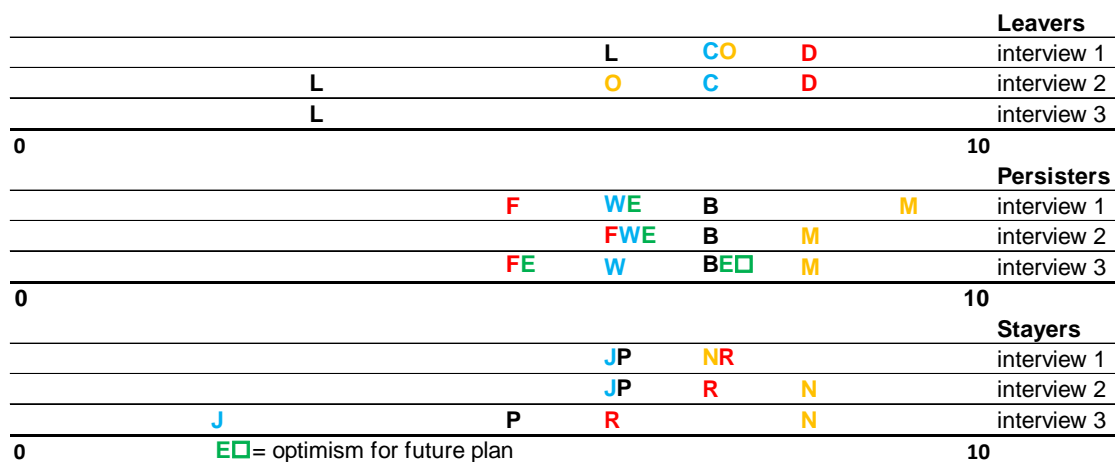 Leavers
L CO D interview 1
L O C D interview 2
L interview 3
0 10
Persisters
F WE B M interview 1
FWE B M interview 2
FE W BE□ M interview 3
0 10
Stayers
JP NR interview 1
JP R N interview 2
J P R N interview 3
0 E□= optimism for future plan 10